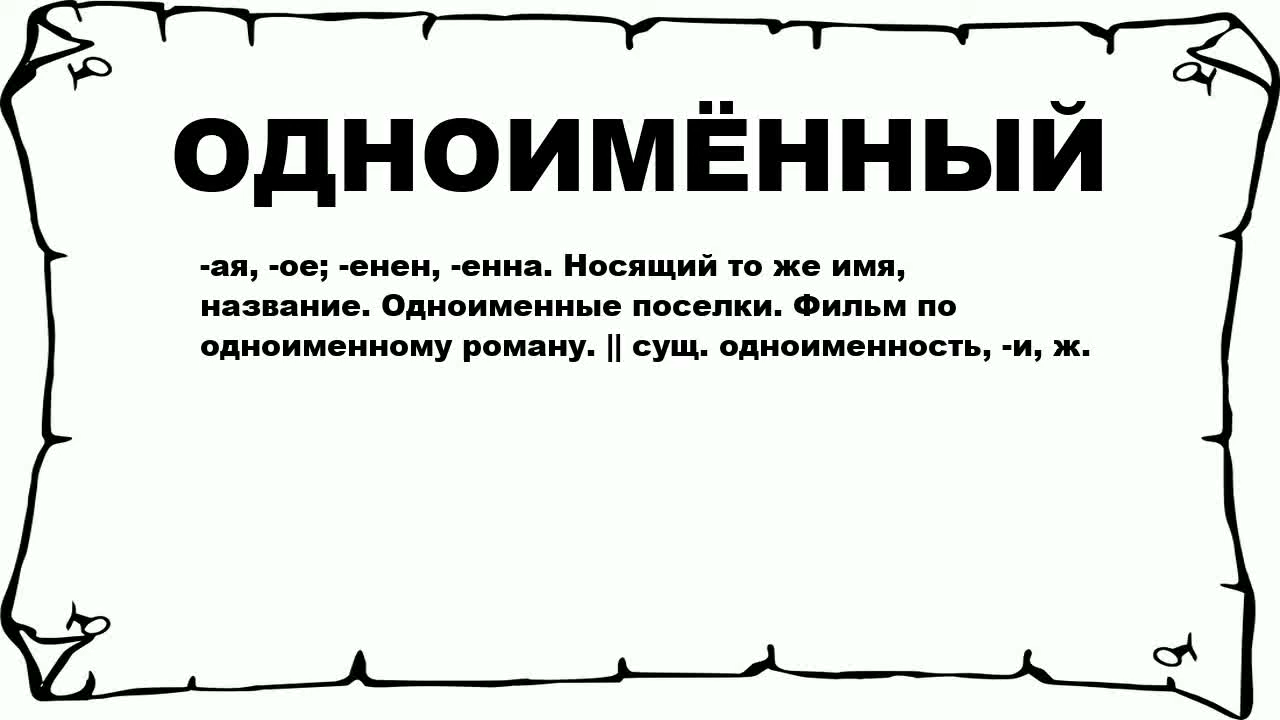 ОДНОИМЁННЫЙ
-ая, -ое; -енен, -енна. Носящий то же имя,
название. Одноименные поселки. Фильм по
одноименному роману. || сущ. одноименность, -и, ж.